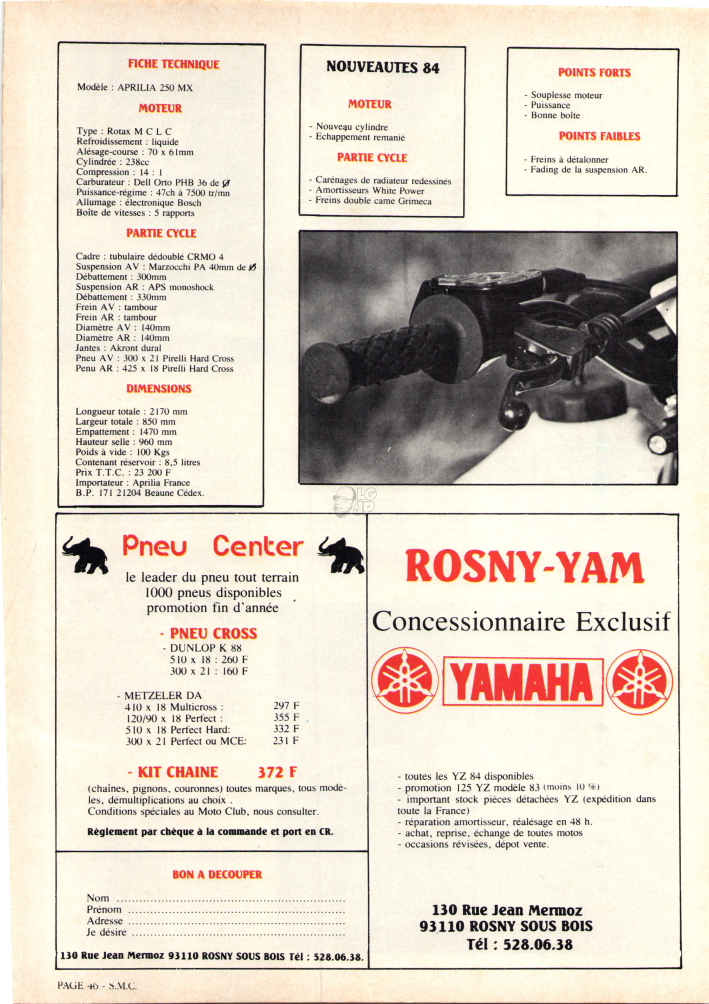 FICHE TECHNIQUE
Modèle : APRILIA 250 MX
MOTEUR
Type : Rotax M C L C
Refroidissement : liquide
Alésage-course : 70 x 61mm
Cylindrée : 238cc
Compression : 14 : 1
Carburateur : Dell Orto PHB 36 de Ø
Puissance-régime : 47ch à 7500 tr/mn
Allumage : électronique Bosch
Boîte de vitesses : 5 rapports
PARTIE CYCLE
Cadre : tubulaire dédoublé CRMO 4
Suspension AV : Marzocchi PA 40mm de Ø
Débattement : 300mm
Suspension AR : APS monoshock
Débattement : 330mm
Frein AV : tambour
Frein AR : tambour
Diamètre AV : 140mm
Diamètre AR : 140mm
Jantes : Akront dural
Pneu AV : 300 x 21 Pirelli Hard Cross
Penu AR : 425 x 18 Pirelli Hard Cross
DIMENSIONS
Longueur totale : 2170 mm
Largeur totale : 850 mm
Empattement : 1470 mm
Hauteur selle : 960 mm
Poids à vide : 100 Kgs
Contenant réservoir : 8,5 litres
Prix T.T.C. : 23 200 F
Importateur : Aprilia France
B.P. 171 21204 Beaune Cédex.
NOUVEAUTES 84
MOTEUR
- Nouveau cylindre
- Echappement remanié
PARTIE CYCLE
- Carénages de radiateur redessinés
- Amortisseurs White Power
- Freins double came Grimeca
POINTS FORTS
- Souplesse moteur
- Puissance
- Bonne boîte
POINTS FAIBLES
- Freins à détalonner
- Fading de la suspension AR.
LG
JP
Pneu Center
le leader du pneu tout terrain
1000 pneus disponibles
promotion fin d'année
- PNEU CROSS
- DUNLOP K 88
510 x 18 : 260 F
300 x 21 : 160 F
- METZELER DA
410 x 18 Multicross : 297 F
120/90 x 18 Perfect : 355 F
510 x 18 Perfect Hard: 332 F
300 x 21 Perfect ou MCE: 231 F
- KIT CHAINE 372 F
(chaînes, pignons, couronnes) toutes marques, tous modè-
les, démultiplications au choix .
Conditions spéciales au Moto Club, nous consulter.
Règlement par chèque à la commande et port en CR.
BON A DECOUPER
Nom ..........
Prénom ..........
Adresse ..........
Je désire ..........
130 Rue Jean Mermoz 93110 ROSNY SOUS BOIS Tél : 528.06.38.
ROSNY-YAM
Concessionnaire Exclusif
YAMAHA
- toutes les YZ 84 disponibles
- promotion 125 YZ modèle 83 (moins 10 %)
- important stock pièces détachées YZ (expédition dans
toute la France)
- réparation amortisseur, réalésage en 48 h.
- achat, reprise, échange de toutes motos
- occasions révisées, dépot vente.
130 Rue Jean Mermoz
93110 ROSNY SOUS BOIS
Tél : 528.06.38
PAGE 46 - S.M.C.